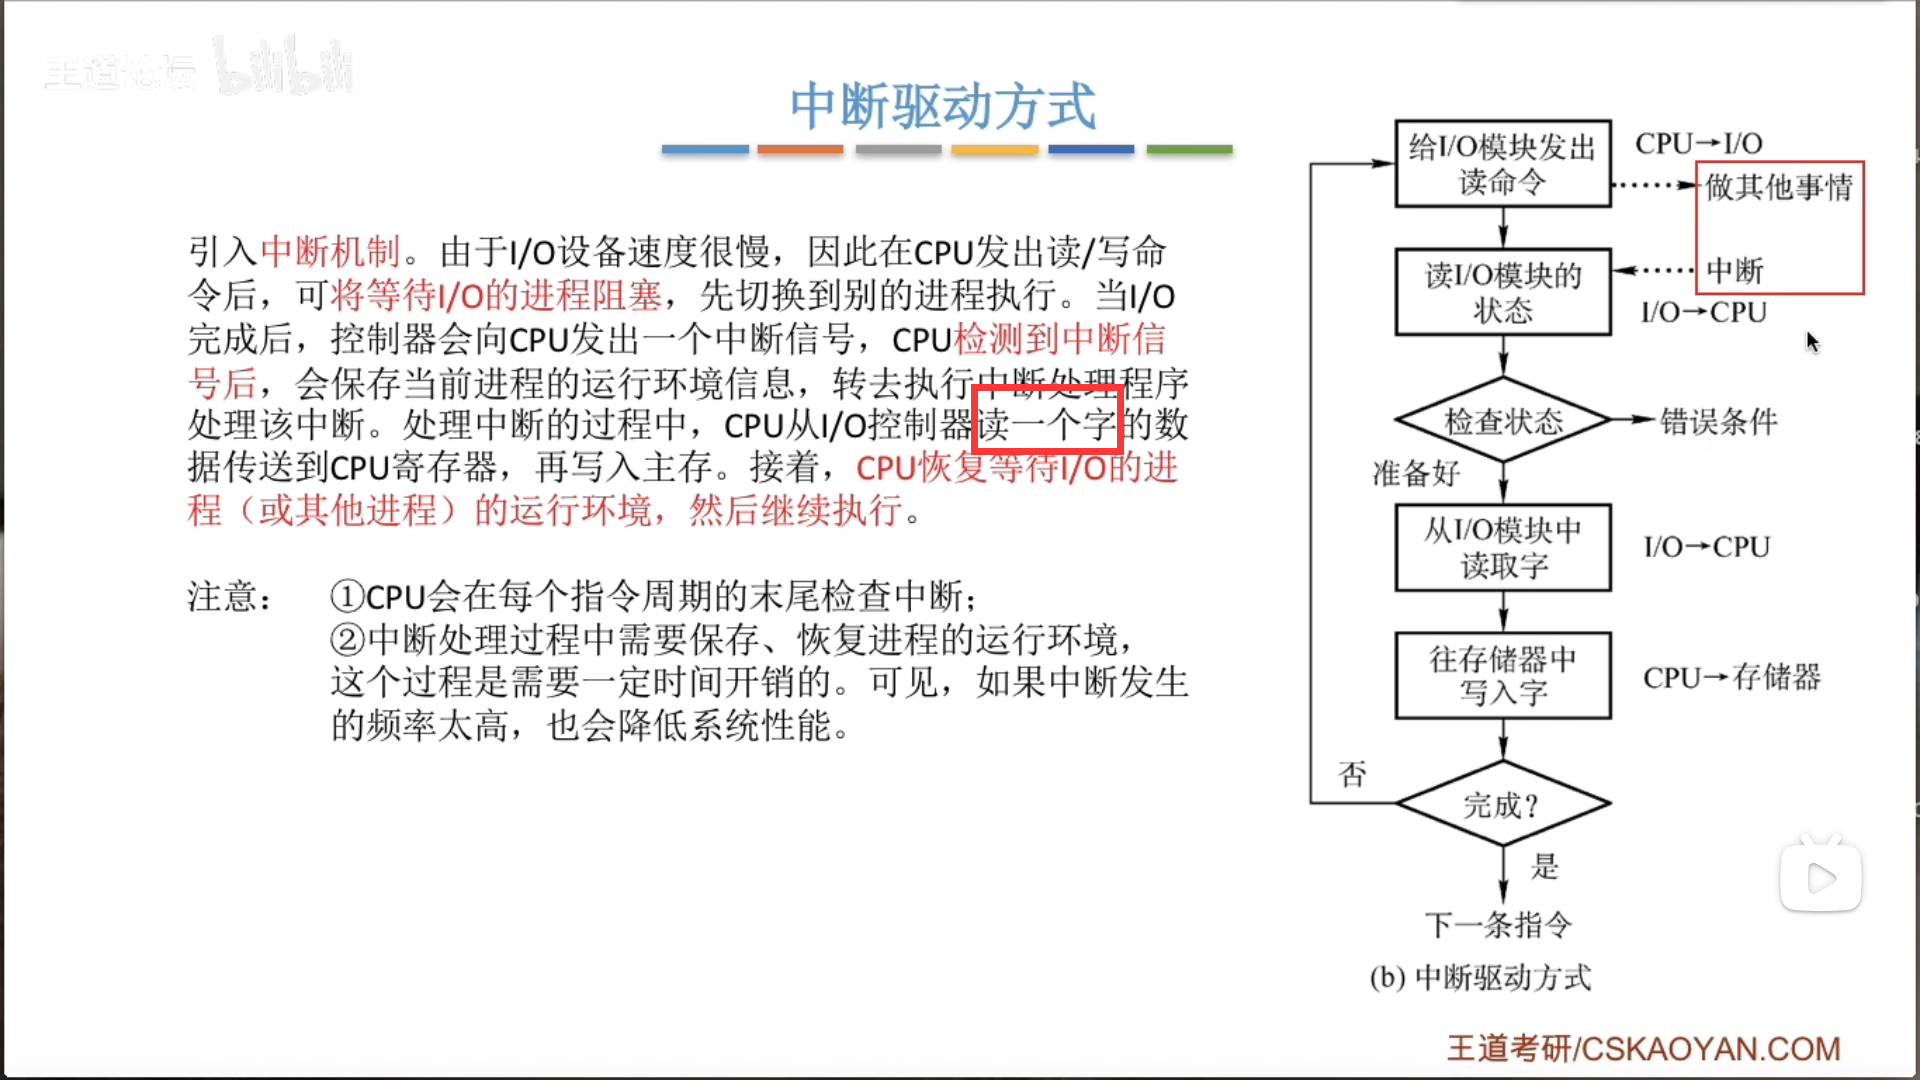 王道论坛 bilibili
中断驱动方式
引入中断机制。由于I/O设备速度很慢，因此在CPU发出读/写命
令后，可将等待I/O的进程阻塞，先切换到别的进程执行。当I/O
完成后，控制器会向CPU发出一个中断信号，CPU检测到中断信
号后，会保存当前进程的运行环境信息，转去执行中断处理程序
处理该中断。处理中断的过程中，CPU从I/O控制器读一个字的数
据传送到CPU寄存器，再写入主存。接着，CPU恢复等待I/O的进
程（或其他进程）的运行环境，然后继续执行。
注意： ①CPU会在每个指令周期的末尾检查中断；
②中断处理过程中需要保存、恢复进程的运行环境，
这个过程是需要一定时间开销的。可见，如果中断发生
的频率太高，也会降低系统性能。
给I/O模块发出
读命令
CPU→I/O
做其他事情
读I/O模块的
状态
中断
I/O→CPU
检查状态
错误条件
准备好
从I/O模块中
读取字
I/O→CPU
往存储器中
写入字
CPU→存储器
否
完成？
是
下一条指令
(b) 中断驱动方式
王道考研/CSKAOYAN.COM